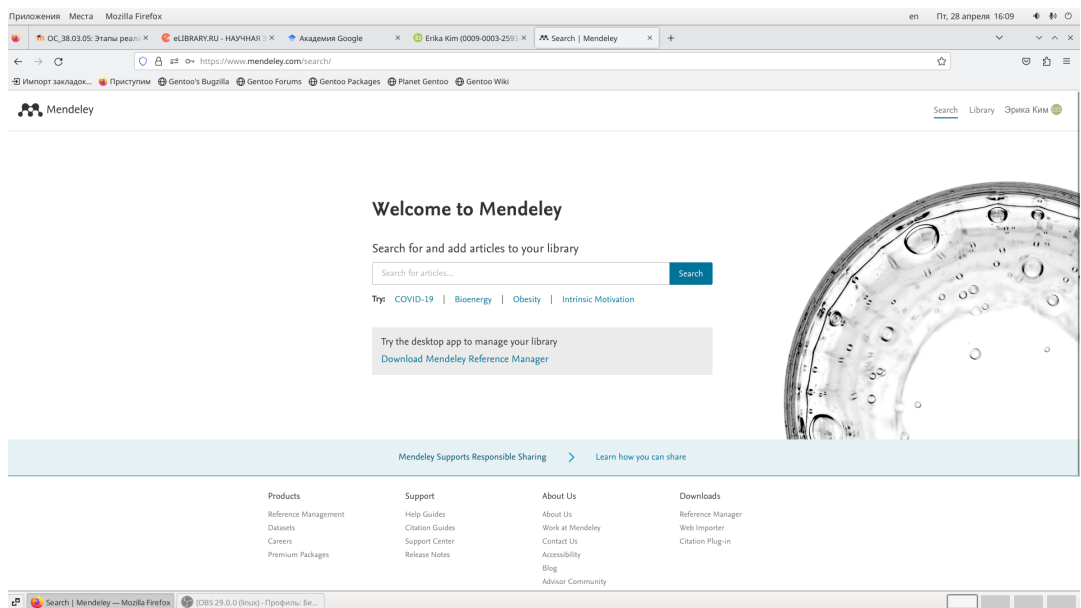 Приложения Места Mozilla Firefox en Пт, 28 апреля 16:09
ОС_38.03.05: Этапы реали eLIBRARY.RU - НАУЧНАЯ Э Академия Google Erika Kim (0009-0003-2593 Search | Mendeley
https://www.mendeley.com/search/
Импорт закладок... Приступим Gentoo's Bugzilla Gentoo Forums Gentoo Packages Planet Gentoo Gentoo Wiki
Mendeley Search Library Эрика Ким
Welcome to Mendeley
Search for and add articles to your library
Search for articles... Search
Try: COVID-19 | Bioenergy | Obesity | Intrinsic Motivation
Try the desktop app to manage your library
Download Mendeley Reference Manager
Mendeley Supports Responsible Sharing Learn how you can share
Products Support About Us Downloads
Reference Management Help Guides About Us Reference Manager
Datasets Citation Guides Work at Mendeley Web Importer
Careers Support Center Contact Us Citation Plug-in
Premium Packages Release Notes Accessibility
Blog
Advisor Community
Search | Mendeley — Mozilla Firefox [OBS 29.0.0 (linux) - Профиль: Бе...